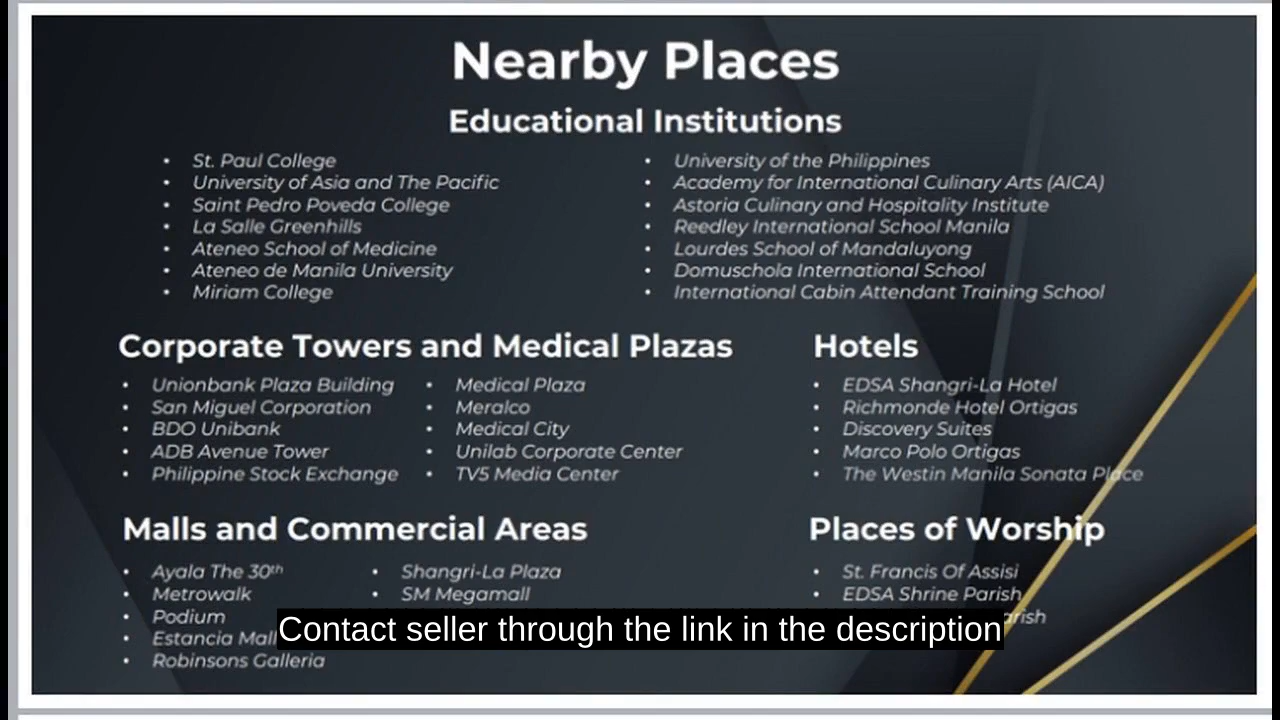 Nearby Places
Educational Institutions
• St. Paul College
• University of Asia and The Pacific
• Saint Pedro Poveda College
• La Salle Greenhills
• Ateneo School of Medicine
• Ateneo de Manila University
• Miriam College
• University of the Philippines
• Academy for International Culinary Arts (AICA)
• Astoria Culinary and Hospitality Institute
• Reedley International School Manila
• Lourdes School of Mandaluyong
• Domuschola International School
• International Cabin Attendant Training School
Corporate Towers and Medical Plazas
• Unionbank Plaza Building
• San Miguel Corporation
• BDO Unibank
• ADB Avenue Tower
• Philippine Stock Exchange
• Medical Plaza
• Meralco
• Medical City
• Unilab Corporate Center
• TV5 Media Center
Hotels
• EDSA Shangri-La Hotel
• Richmonde Hotel Ortigas
• Discovery Suites
• Marco Polo Ortigas
• The Westin Manila Sonata Place
Malls and Commercial Areas
• Ayala The 30th
• Metrowalk
• Podium
• Estancia Mall
• Robinsons Galleria
• Shangri-La Plaza
• SM Megamall
Places of Worship
• St. Francis Of Assisi
• EDSA Shrine Parish
Contact seller through the link in the description